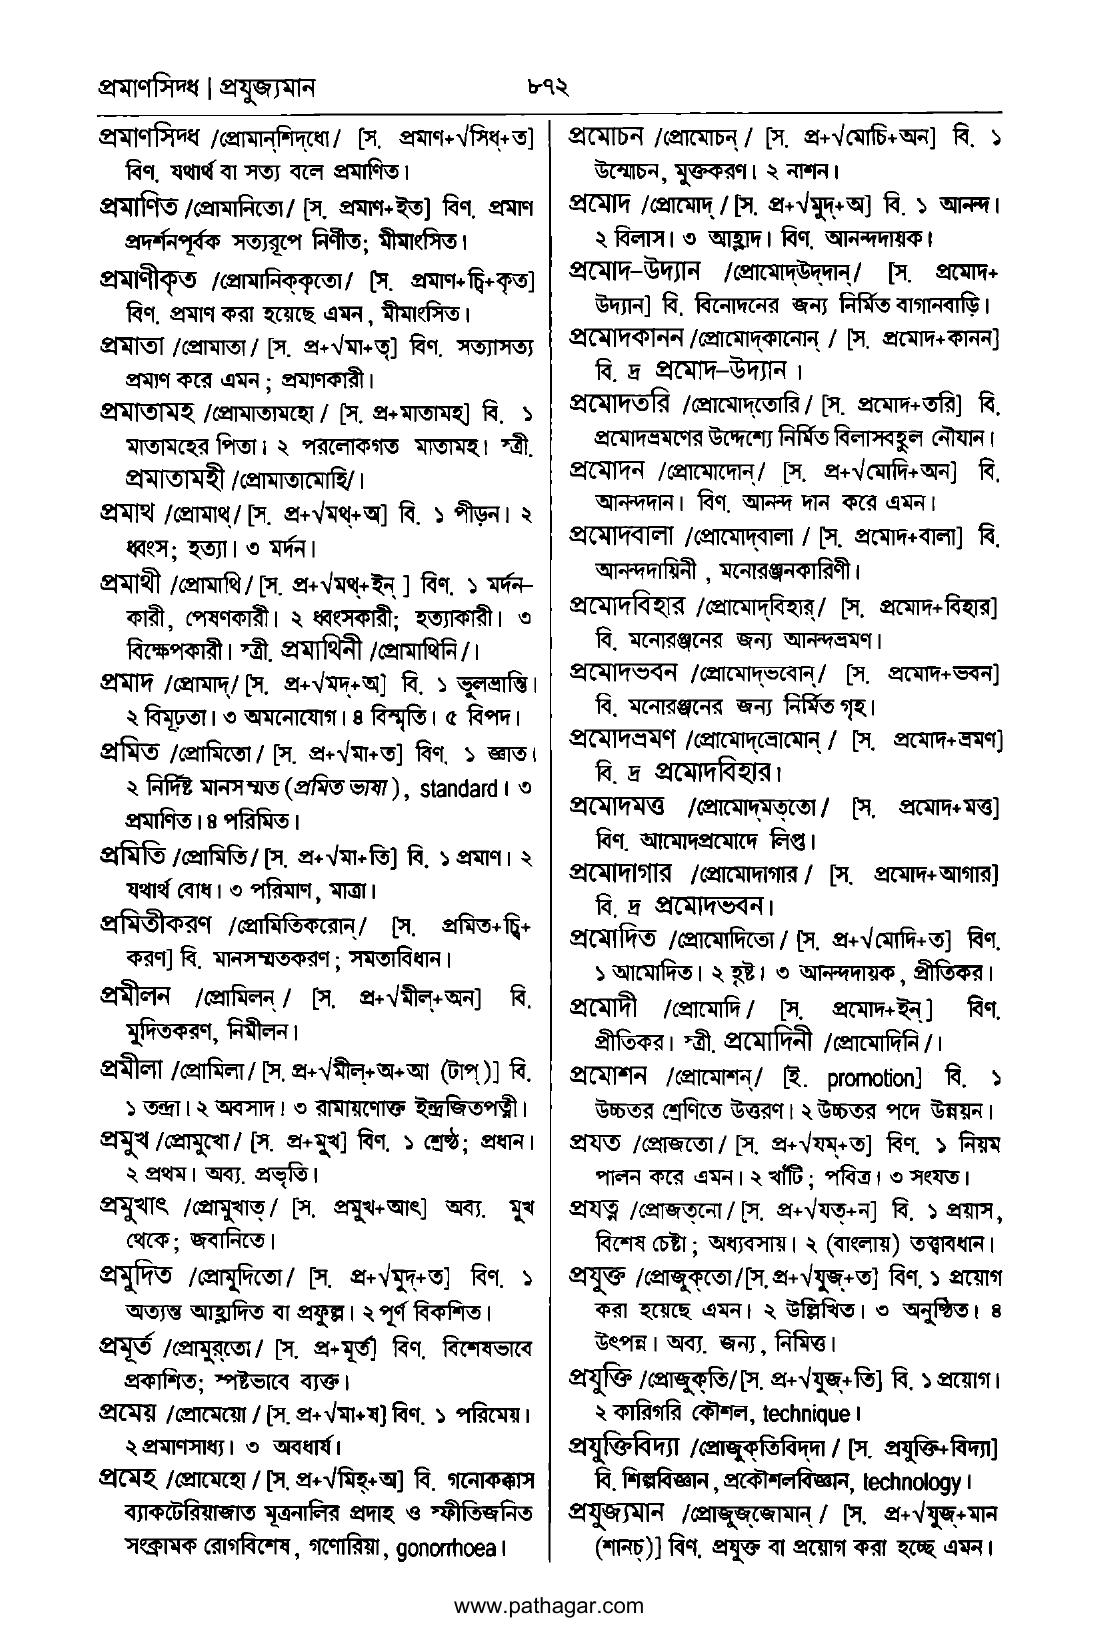 প্রমাণসিদ্ধ | প্রযুজ্যমান
৮৭২
প্রমাণসিদ্ধ /প্রোমান্‌শিদ্‌ধো/ [স. প্রমাণ+√সিধ্‌+ত]
বিণ. যথার্থ বা সত্য বলে প্রমাণিত।
প্রমাণিত /প্রোমানিতো/ [স. প্রমাণ+ইত] বিণ. প্রমাণ
প্রদর্শনপূর্বক সত্যরূপে নির্ণীত; মীমাংসিত।
প্রমাণীকৃত /প্রোমানিক্‌কৃতো/ [স. প্রমাণ+চ্বি+কৃত]
বিণ. প্রমাণ করা হয়েছে এমন, মীমাংসিত।
প্রমাতা /প্রোমাতা/ [স. প্র+√মা+তৃ] বিণ. সত্যাসত্য
প্রমাণ করে এমন; প্রমাণকারী।
প্রমাতামহ /প্রোমাতামহো/ [স. প্র+মাতামহ] বি. ১
মাতামহের পিতা। ২ পরলোকগত মাতামহ। স্ত্রী.
প্রমাতামহী /প্রোমাতামোহি/।
প্রমাথ /প্রোমাথ্‌/ [স. প্র+√মথ্‌+অ] বি. ১ পীড়ন। ২
ধ্বংস; হত্যা। ৩ মর্দন।
প্রমাথী /প্রোমাথি/ [স. প্র+√মথ্‌+ইন্‌ ] বিণ. ১ মর্দন–
কারী, পেষণকারী। ২ ধ্বংসকারী; হত্যাকারী। ৩
বিক্ষেপকারী। স্ত্রী. প্রমাথিনী /প্রোমাথিনি/।
প্রমাদ /প্রোমাদ্‌/ [স. প্র+√মদ্‌+অ] বি. ১ ভুলভ্রান্তি।
২ বিমূঢ়তা। ৩ অমনোযোগ। ৪ বিস্মৃতি। ৫ বিপদ।
প্রমিত /প্রোমিতো/ [স. প্র+√মা+ত] বিণ. ১ জ্ঞাত।
২ নির্দিষ্ট মানসম্মত (প্রমিত ভাষা), standard। ৩
প্রমাণিত। ৪ পরিমিত।
প্রমিতি /প্রোমিতি/ [স. প্র+√মা+তি] বি. ১ প্রমাণ। ২
যথার্থ বোধ। ৩ পরিমাণ, মাত্রা।
প্রমিতীকরণ /প্রোমিতিকরোন্‌/ [স. প্রমিত+চ্বি+
করণ] বি. মানসম্মতকরণ; সমতাবিধান।
প্রমীলন /প্রোমিলন্‌/ [স. প্র+√মীল্‌+অন] বি.
মুদিতকরণ, নিমীলন।
প্রমীলা /প্রোমিলা/ [স. প্র+√মীল্‌+অ+আ (টাপ্‌)] বি.
১ তন্দ্রা। ২ অবসাদ। ৩ রামায়ণোক্ত ইন্দ্রজিতপত্নী।
প্রমুখ /প্রোমুখো/ [স. প্র+মুখ] বিণ. ১ শ্রেষ্ঠ; প্রধান।
২ প্রথম। অব্য. প্রভৃতি।
প্রমুখাৎ /প্রোমুখাত্‌/ [স. প্রমুখ+আৎ] অব্য. মুখ
থেকে; জবানিতে।
প্রমুদিত /প্রোমুদিতো/ [স. প্র+√মুদ্‌+ত] বিণ. ১
অত্যন্ত আহ্লাদিত বা প্রফুল্ল। ২ পূর্ণ বিকশিত।
প্রমূর্ত /প্রোমুর্‌তো/ [স. প্র+মূর্ত] বিণ. বিশেষভাবে
প্রকাশিত; স্পষ্টভাবে ব্যক্ত।
প্রমেয় /প্রোমেয়ো/ [স. প্র+√মা+য] বিণ. ১ পরিমেয়।
২ প্রমাণসাধ্য। ৩ অবধার্য।
প্রমেহ /প্রোমেহো/ [স. প্র+√মিহ্‌+অ] বি. গনোকক্কাস
ব্যাকটেরিয়াজাত মূত্রনালির প্রদাহ ও স্ফীতিজনিত
সংক্রামক রোগবিশেষ, গণোরিয়া, gonorrhoea।
প্রমোচন /প্রোমোচন্‌/ [স. প্র+√মোচি+অন] বি. ১
উন্মোচন, মুক্তকরণ। ২ নাশন।
প্রমোদ /প্রোমোদ্‌/ [স. প্র+√মুদ্‌+অ] বি. ১ আনন্দ।
২ বিলাস। ৩ আহ্লাদ। বিণ. আনন্দদায়ক।
প্রমোদ–উদ্যান /প্রোমোদ্‌উদ্‌দান্‌/ [স. প্রমোদ+
উদ্যান] বি. বিনোদনের জন্য নির্মিত বাগানবাড়ি।
প্রমোদকানন /প্রোমোদ্‌কানোন্‌/ [স. প্রমোদ+কানন]
বি. দ্র প্রমোদ–উদ্যান।
প্রমোদতরি /প্রোমোদ্‌তোরি/ [স. প্রমোদ+তরি] বি.
প্রমোদভ্রমণের উদ্দেশ্যে নির্মিত বিলাসবহুল নৌযান।
প্রমোদন /প্রোমোদোন্‌/ [স. প্র+√মোদি+অন] বি.
আনন্দদান। বিণ. আনন্দ দান করে এমন।
প্রমোদবালা /প্রোমোদ্‌বালা/ [স. প্রমোদ+বালা] বি.
আনন্দদায়িনী, মনোরঞ্জনকারিণী।
প্রমোদবিহার /প্রোমোদ্‌বিহার্‌/ [স. প্রমোদ+বিহার]
বি. মনোরঞ্জনের জন্য আনন্দভ্রমণ।
প্রমোদভবন /প্রোমোদ্‌ভবোন্‌/ [স. প্রমোদ+ভবন]
বি. মনোরঞ্জনের জন্য নির্মিত গৃহ।
প্রমোদভ্রমণ /প্রোমোদ্‌ভ্রোমোন্‌/ [স. প্রমোদ+ভ্রমণ]
বি. দ্র প্রমোদবিহার।
প্রমোদমত্ত /প্রোমোদ্‌মত্‌তো/ [স. প্রমোদ+মত্ত]
বিণ. আমোদপ্রমোদে লিপ্ত।
প্রমোদাগার /প্রোমোদাগার/ [স. প্রমোদ+আগার]
বি. দ্র প্রমোদভবন।
প্রমোদিত /প্রোমোদিতো/ [স. প্র+√মোদি+ত] বিণ.
১ আমোদিত। ২ হৃষ্ট। ৩ আনন্দদায়ক, প্রীতিকর।
প্রমোদী /প্রোমোদি/ [স. প্রমোদ+ইন্‌] বিণ.
প্রীতিকর। স্ত্রী. প্রমোদিনী /প্রোমোদিনি/।
প্রমোশন /প্রোমোশন্‌/ [ই. promotion] বি. ১
উচ্চতর শ্রেণিতে উত্তরণ। ২ উচ্চতর পদে উন্নয়ন।
প্রযত /প্রোজতো/ [স. প্র+√যম্‌+ত] বিণ. ১ নিয়ম
পালন করে এমন। ২ খাঁটি; পবিত্র। ৩ সংযত।
প্রযত্ন /প্রোজত্‌নো/ [স. প্র+√যত্‌+ন] বি. ১ প্রয়াস,
বিশেষ চেষ্টা; অধ্যবসায়। ২ (বাংলায়) তত্ত্বাবধান।
প্রযুক্ত /প্রোজুক্‌তো/ [স. প্র+√যুজ্‌+ত] বিণ. ১ প্রয়োগ
করা হয়েছে এমন। ২ উল্লিখিত। ৩ অনুষ্ঠিত। ৪
উৎপন্ন। অব্য. জন্য, নিমিত্ত।
প্রযুক্তি /প্রোজুক্‌তি/ [স. প্র+√যুজ্‌+তি] বি. ১ প্রয়োগ।
২ কারিগরি কৌশল, technique।
প্রযুক্তিবিদ্যা /প্রোজুক্‌তিবিদ্‌দা/ [স. প্রযুক্তি+বিদ্যা]
বি. শিল্পবিজ্ঞান, প্রকৌশলবিজ্ঞান, technology।
প্রযুজ্যমান /প্রোজুজ্‌জোমান্‌/ [স. প্র+√যুজ্‌+মান
(শানচ্‌)] বিণ. প্রযুক্ত বা প্রয়োগ করা হচ্ছে এমন।
www.pathagar.com